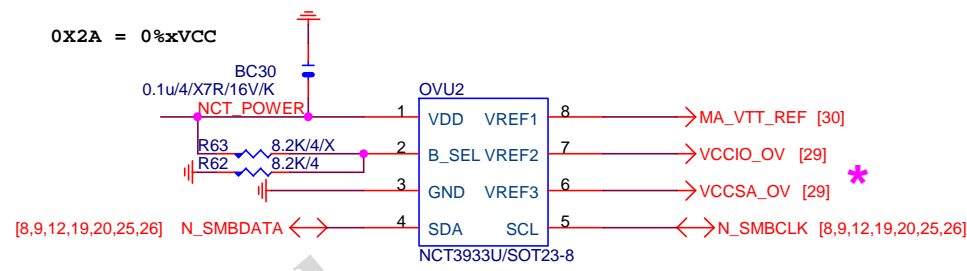 0X2A = 0%xVCC
BC30
0.1u/4/X7R/16V/K
OVU2
NCT_POWER
1 VDD VREF1 8 MA_VTT_REF [30]
R63 8.2K/4/X
2 B_SEL VREF2 7 VCCIO_OV [29]
R62 8.2K/4
3 GND VREF3 6 VCCSA_OV [29] *
[8,9,12,19,20,25,26] N_SMBDATA 4 SDA SCL 5 N_SMBCLK [8,9,12,19,20,25,26]
NCT3933U/SOT23-8